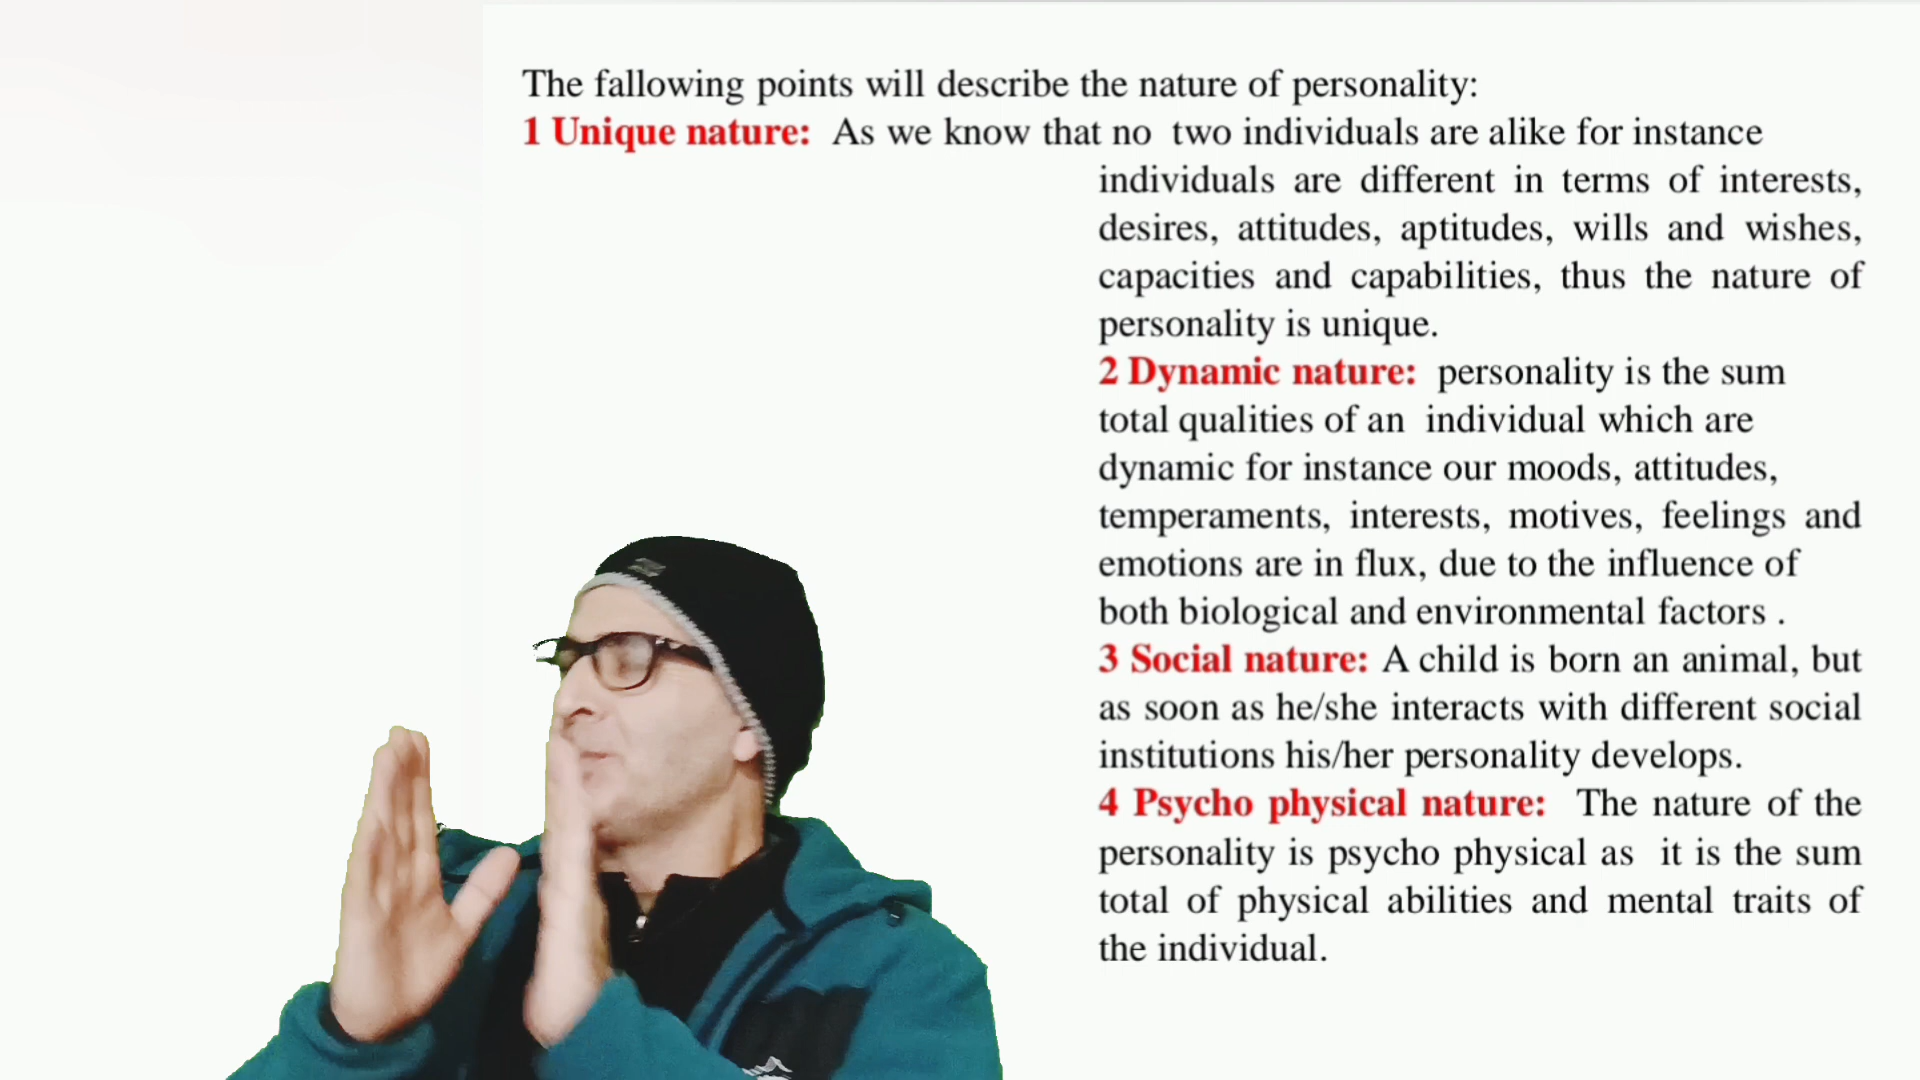 The fallowing points will describe the nature of personality:
1 Unique nature: As we know that no two individuals are alike for instance
individuals are different in terms of interests,
desires, attitudes, aptitudes, wills and wishes,
capacities and capabilities, thus the nature of
personality is unique.
2 Dynamic nature: personality is the sum
total qualities of an individual which are
dynamic for instance our moods, attitudes,
temperaments, interests, motives, feelings and
emotions are in flux, due to the influence of
both biological and environmental factors .
3 Social nature: A child is born an animal, but
as soon as he/she interacts with different social
institutions his/her personality develops.
4 Psycho physical nature: The nature of the
personality is psycho physical as it is the sum
total of physical abilities and mental traits of
the individual.